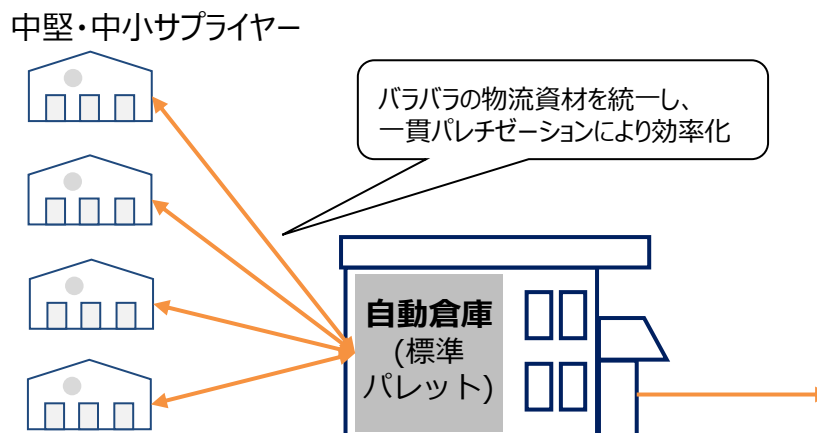 中堅・中小サプライヤー
バラバラの物流資材を統一し、
一貫パレチゼーションにより効率化
自動倉庫
(標準
パレット)